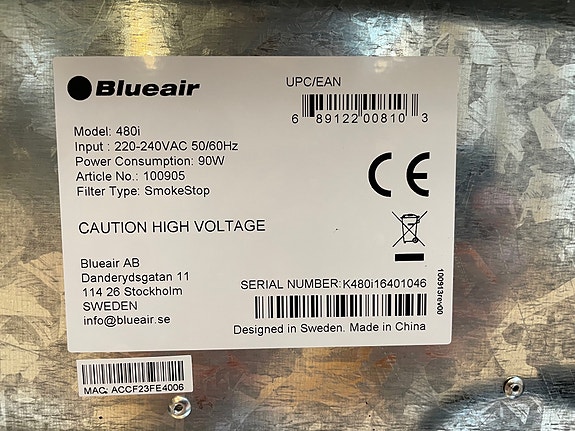 Blueair
UPC/EAN
6 89122 00810 3
Model: 480i
Input : 220-240VAC 50/60Hz
Power Consumption: 90W
Article No.: 100905
Filter Type: SmokeStop
CE
CAUTION HIGH VOLTAGE
Blueair AB
Danderydsgatan 11
114 26 Stockholm
SWEDEN
info@blueair.se
SERIAL NUMBER: K480i16401046
Designed in Sweden. Made in China
100913rev00
MAC: ACCF23FE4006